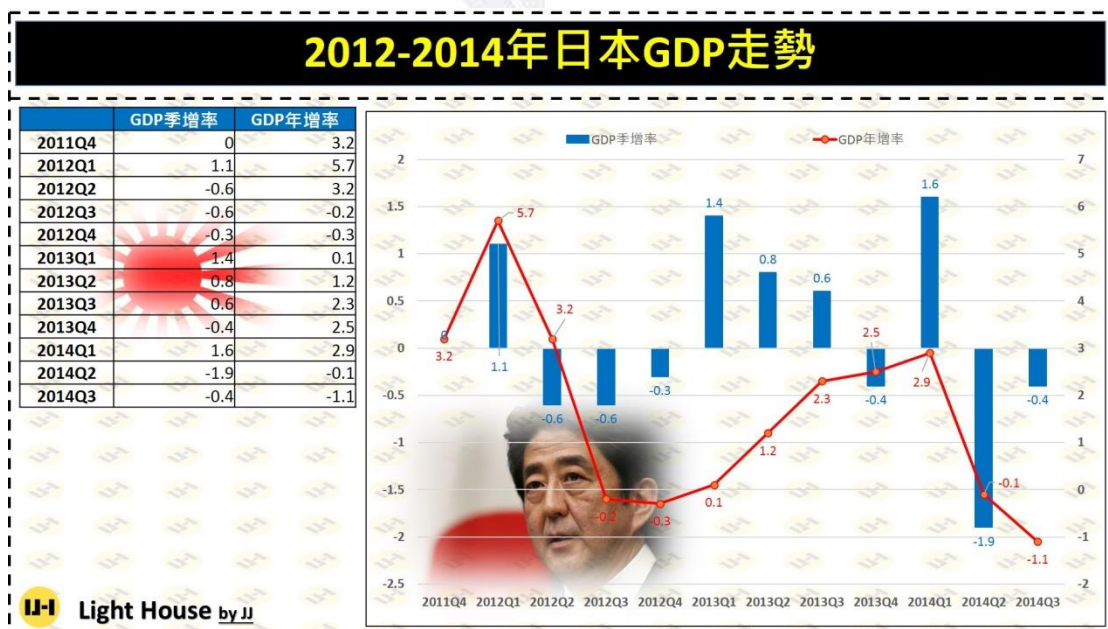 2012-2014年日本GDP走勢
GDP季增率 GDP年增率
2011Q4 0 3.2
2012Q1 1.1 5.7
2012Q2 -0.6 3.2
2012Q3 -0.6 -0.2
2012Q4 -0.3 -0.3
2013Q1 1.4 0.1
2013Q2 0.8 1.2
2013Q3 0.6 2.3
2013Q4 -0.4 2.5
2014Q1 1.6 2.9
2014Q2 -1.9 -0.1
2014Q3 -0.4 -1.1
GDP季增率 GDP年增率
2 7
1.5 6
1 5
0.5 4
0 3
-0.5 2
-1 1
-1.5 0
-2 -1
-2.5 -2
0 1.1 -0.6 -0.6 -0.3 1.4 0.8 0.6 -0.4 1.6 -1.9 -0.4
3.2 5.7 3.2 -0.2 -0.3 0.1 1.2 2.3 2.5 2.9 -0.1 -1.1
2011Q4 2012Q1 2012Q2 2012Q3 2012Q4 2013Q1 2013Q2 2013Q3 2013Q4 2014Q1 2014Q2 2014Q3
Light House by JJ